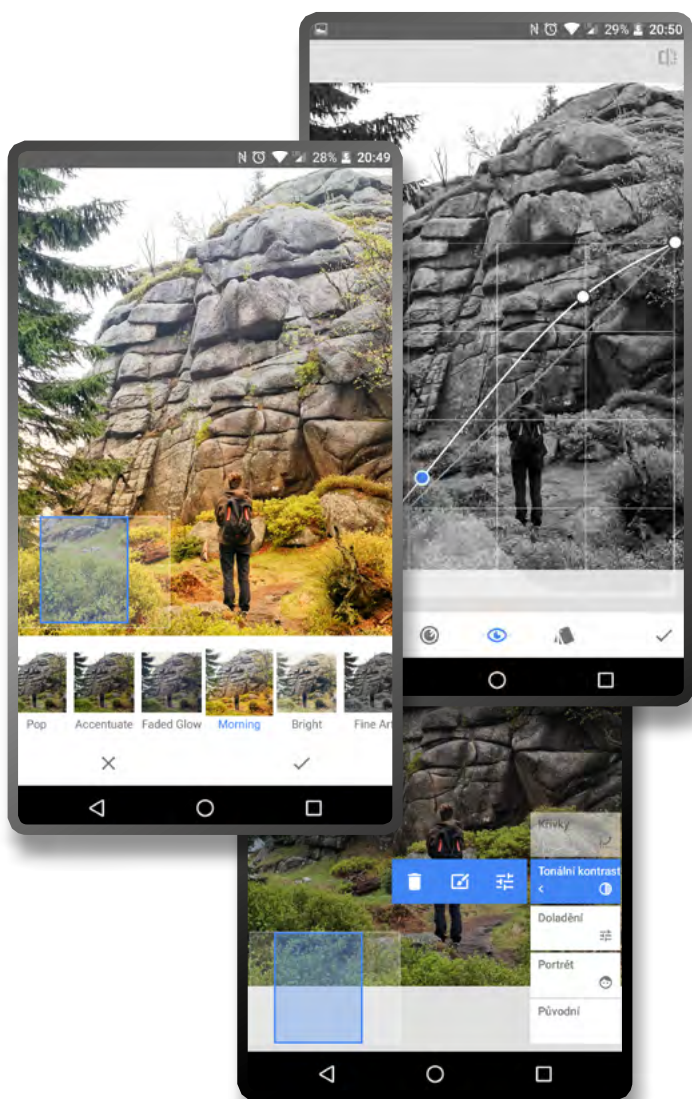 29% 20:50
28% 20:49
Pop Accentuate Faded Glow Morning Bright Fine Art
Křivky
Tonální kontrast
Doladění
Portrét
Původní